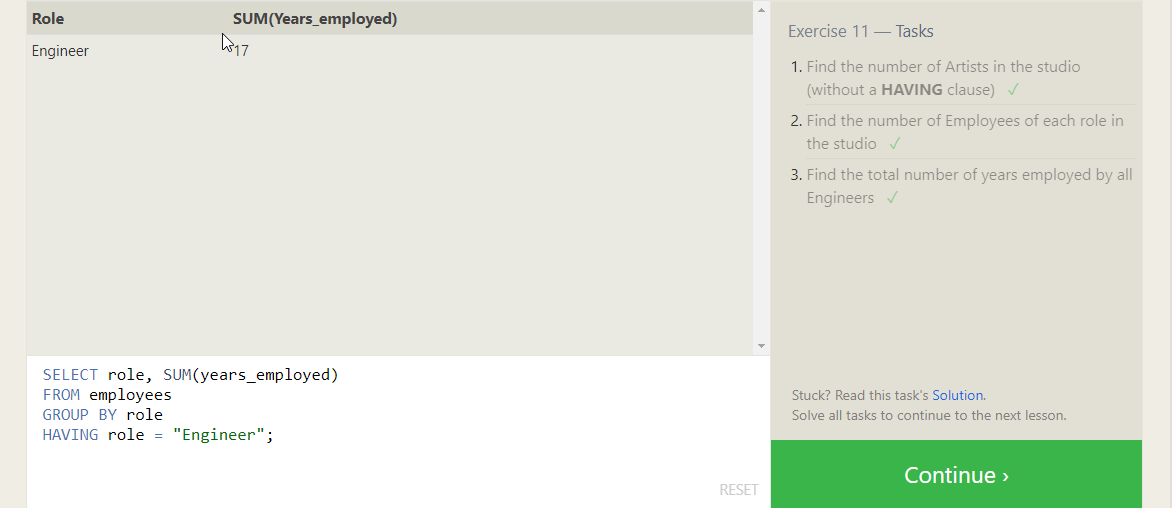 Role SUM(Years_employed)
Engineer 17
SELECT role, SUM(years_employed)
FROM employees
GROUP BY role
HAVING role = "Engineer";
RESET
Exercise 11 — Tasks
1. Find the number of Artists in the studio
(without a HAVING clause) ✓
2. Find the number of Employees of each role in
the studio ✓
3. Find the total number of years employed by all
Engineers ✓
Stuck? Read this task's Solution.
Solve all tasks to continue to the next lesson.
Continue ›